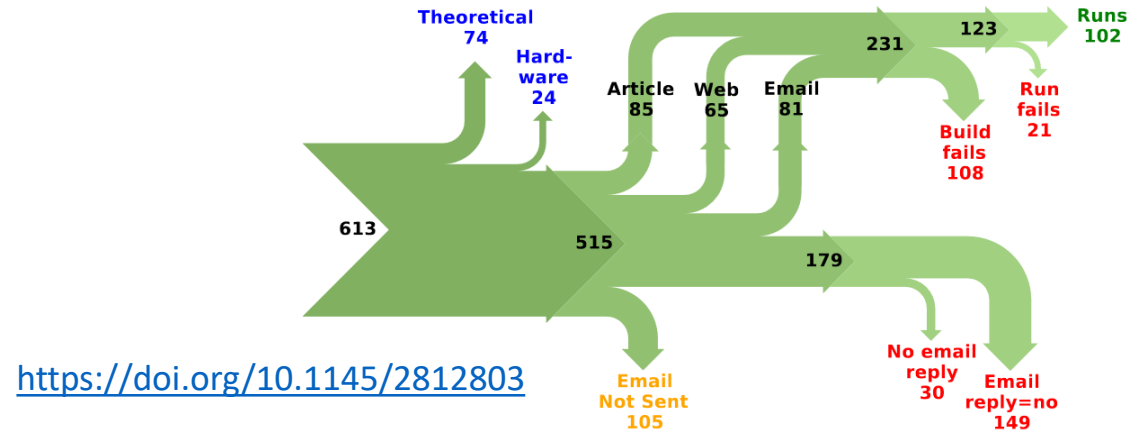 Theoretical
74
Hard-
ware
24
Article
85
Web
65
Email
81
231
123
Runs
102
Run
fails
21
Build
fails
108
613
515
179
No email
reply
30
Email
reply=no
149
Email
Not Sent
105
https://doi.org/10.1145/2812803